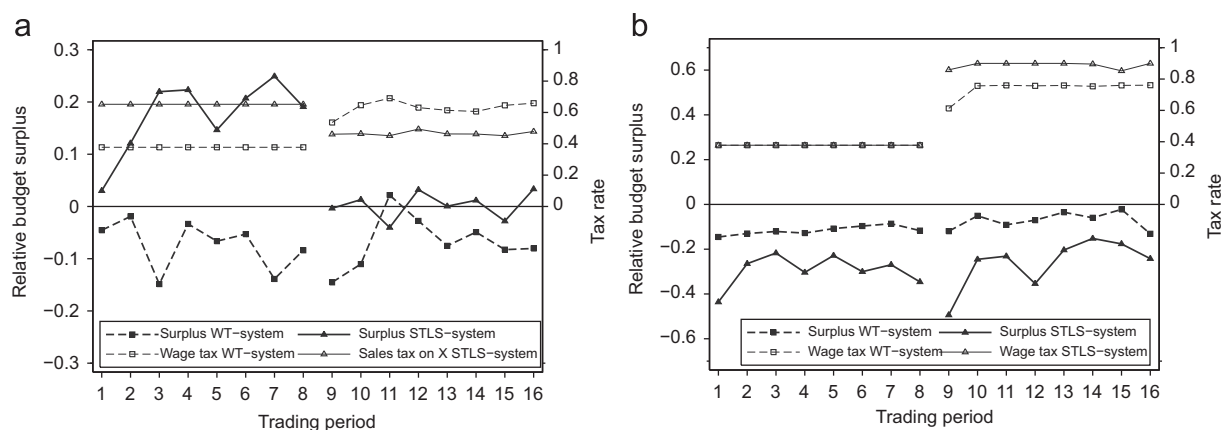 a
Relative budget surplus
0.3
0.2
0.1
0
−0.1
−0.2
−0.3
1
0.8
0.6
0.4
0.2
0
Tax rate
Surplus WT−system
Surplus STLS−system
Wage tax WT−system
Sales tax on X STLS−system
1 2 3 4 5 6 7 8 9 10 11 12 13 14 15 16
Trading period
b
Relative budget surplus
0.6
0.4
0.2
0
−0.2
−0.4
−0.6
1
0.8
0.6
0.4
0.2
0
Tax rate
Surplus WT−system
Surplus STLS−system
Wage tax WT−system
Wage tax STLS−system
1 2 3 4 5 6 7 8 9 10 11 12 13 14 15 16
Trading period